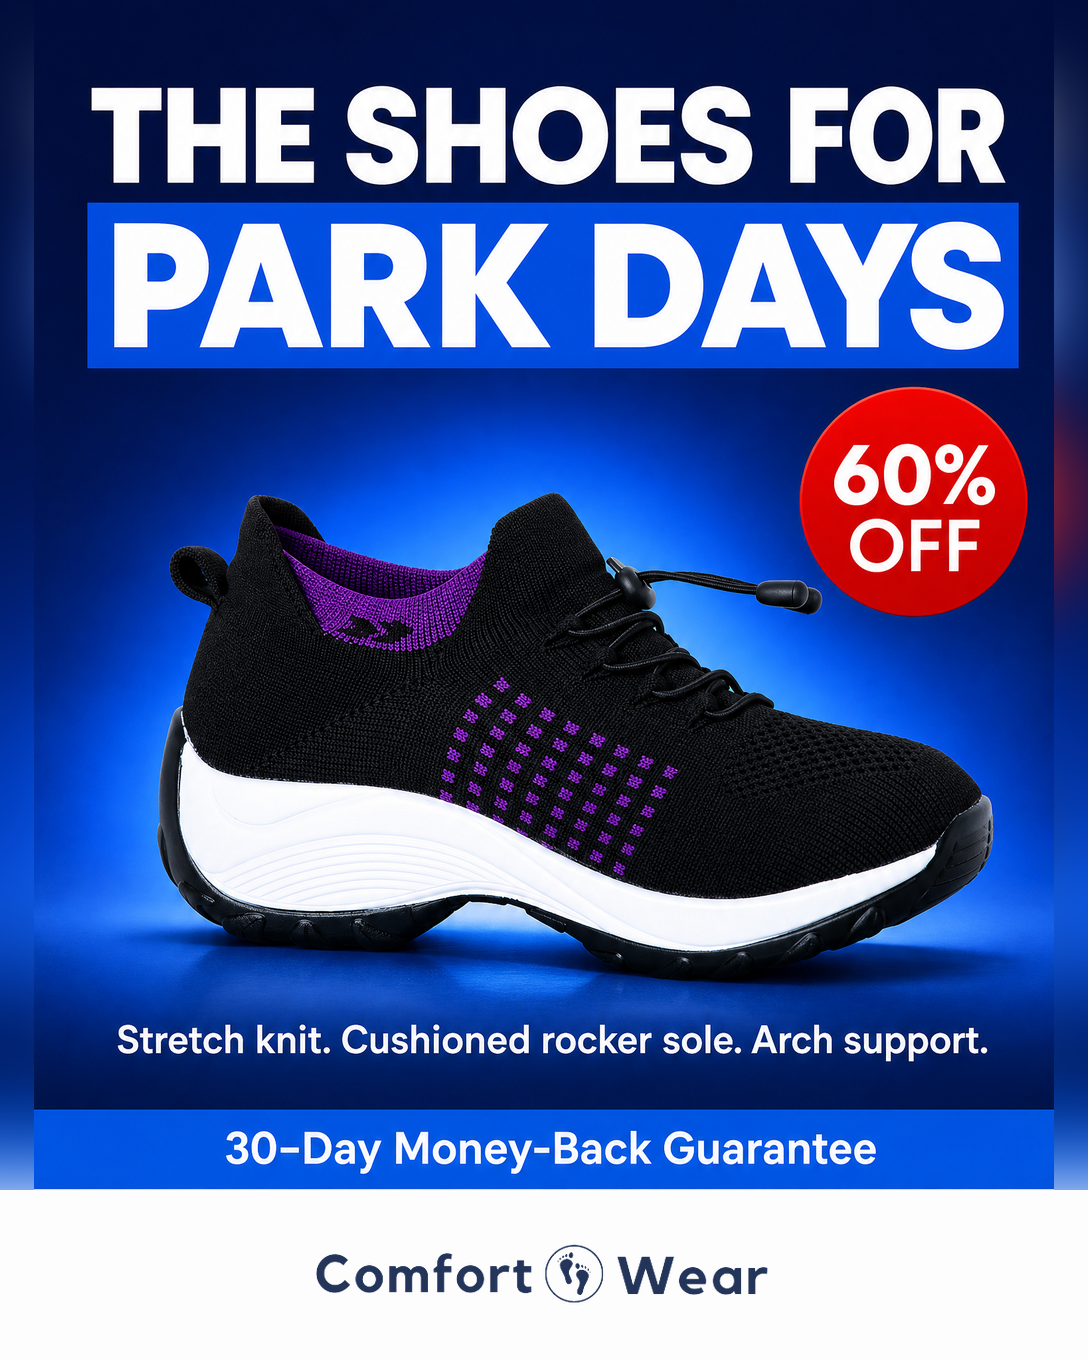 THE SHOES FOR
PARK DAYS
60%
OFF
Stretch knit. Cushioned rocker sole. Arch support.
30-Day Money-Back Guarantee
Comfort Wear